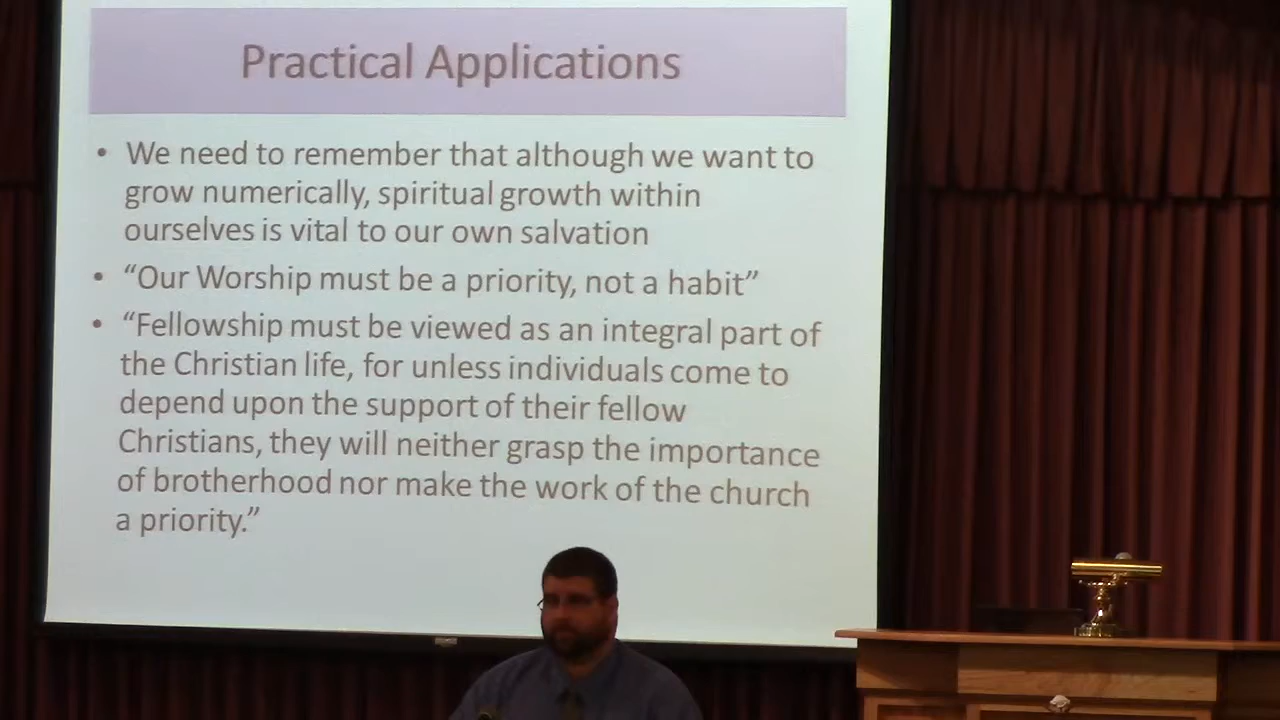 Practical Applications
• We need to remember that although we want to
grow numerically, spiritual growth within
ourselves is vital to our own salvation
• “Our Worship must be a priority, not a habit”
• “Fellowship must be viewed as an integral part of
the Christian life, for unless individuals come to
depend upon the support of their fellow
Christians, they will neither grasp the importance
of brotherhood nor make the work of the church
a priority.”